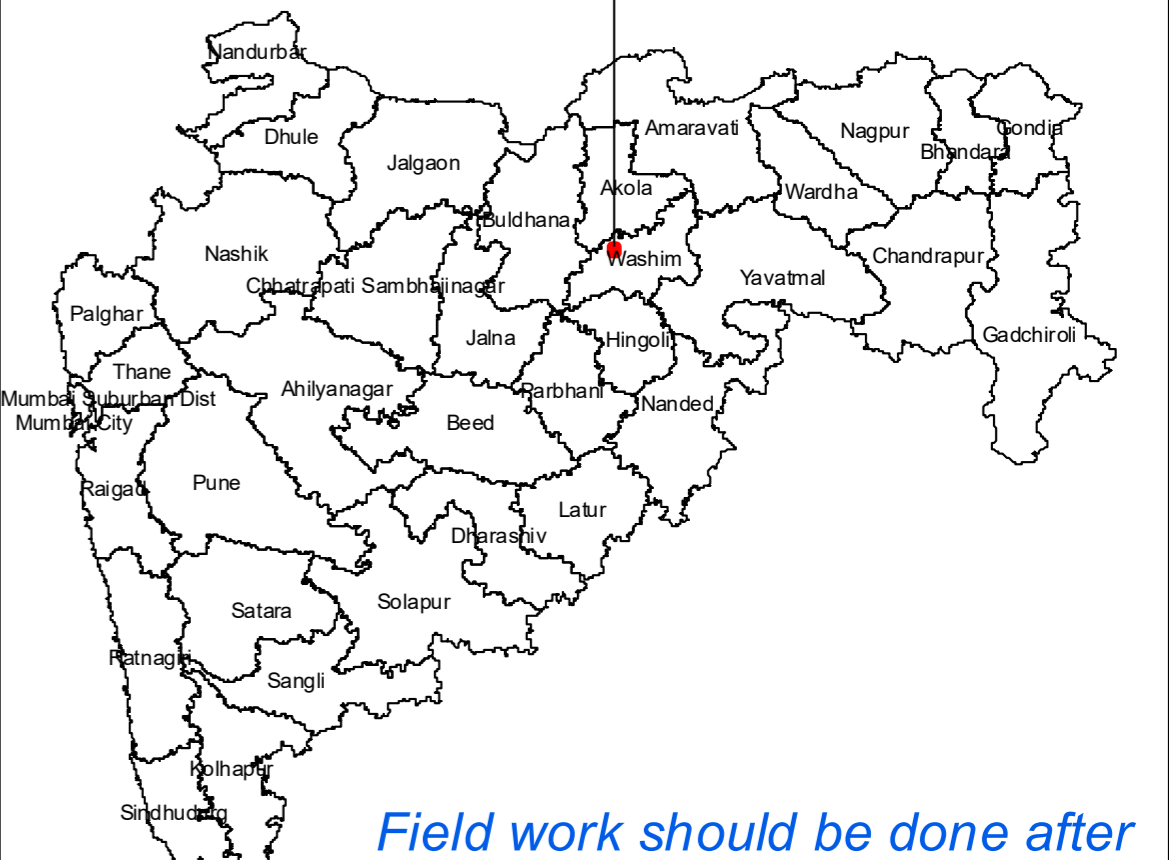 Nandurbar
Dhule
Jalgaon
Amaravati
Nagpur
Gondia
Bhandara
Akola
Wardha
Buldhana
Nashik
Washim
Chandrapur
Yavatmal
Chhatrapati Sambhajinagar
Palghar
Jalna
Hingoli
Gadchiroli
Thane
Ahilyanagar
Parbhani
Mumbai Suburban Dist
Nanded
Mumbai City
Beed
Raigad
Pune
Latur
Dharashiv
Satara
Solapur
Ratnagiri
Sangli
Kolhapur
Sindhudurg
Field work should be done after